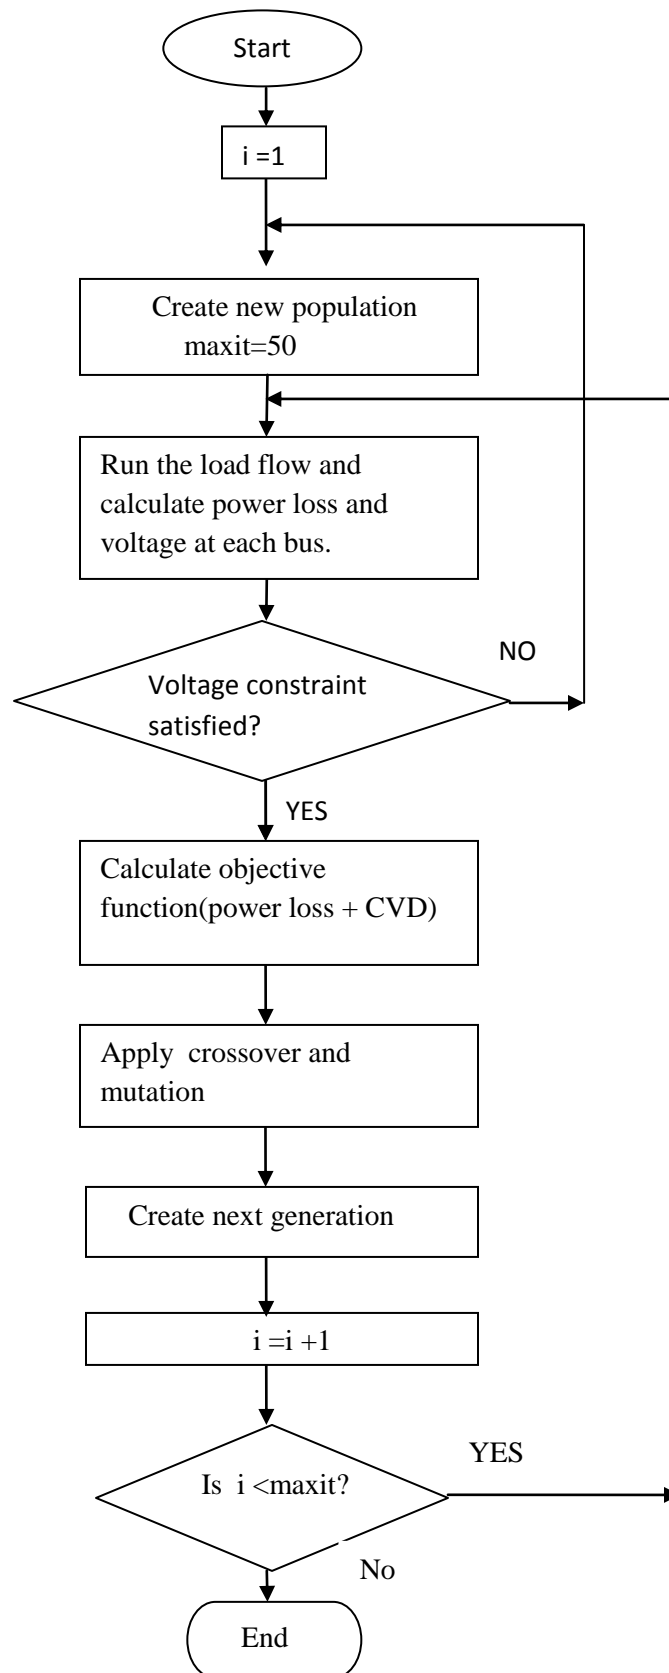 Start
i =1
Create new population
maxit=50
Run the load flow and
calculate power loss and
voltage at each bus.
NO
Voltage constraint
satisfied?
YES
Calculate objective
function(power loss + CVD)
Apply  crossover and
mutation
Create next generation
i =i +1
YES
Is  i <maxit?
No
End